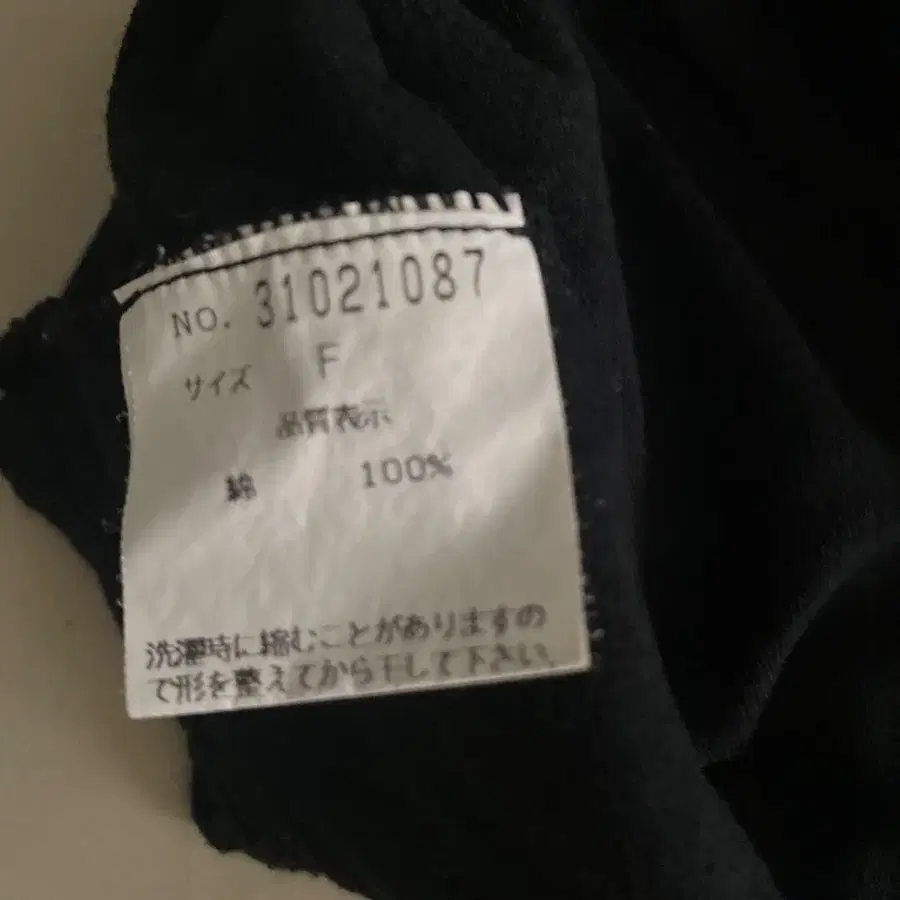 NO. 31021087
サイズ F
品質表示
綿 100%
洗濯時に縮むことがありますの
で形を整えてから干して下さい。